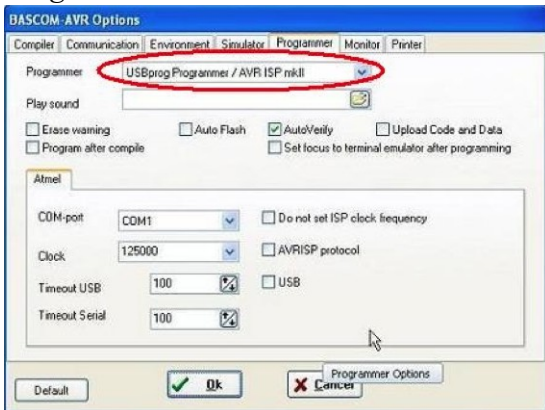 BASCOM-AVR Options
Compiler Communication Environment Simulator Programmer Monitor Printer
Programmer USBprog Programmer / AVR ISP mkII
Play sound
Erase warning Auto Flash AutoVerify Upload Code and Data
Program after compile Set focus to terminal emulator after programming
Atmel
COM-port COM1 Do not set ISP clock frequency
Clock 125000 AVRISP protocol
Timeout USB 100 USB
Timeout Serial 100
Programmer Options
Default Ok Cancel